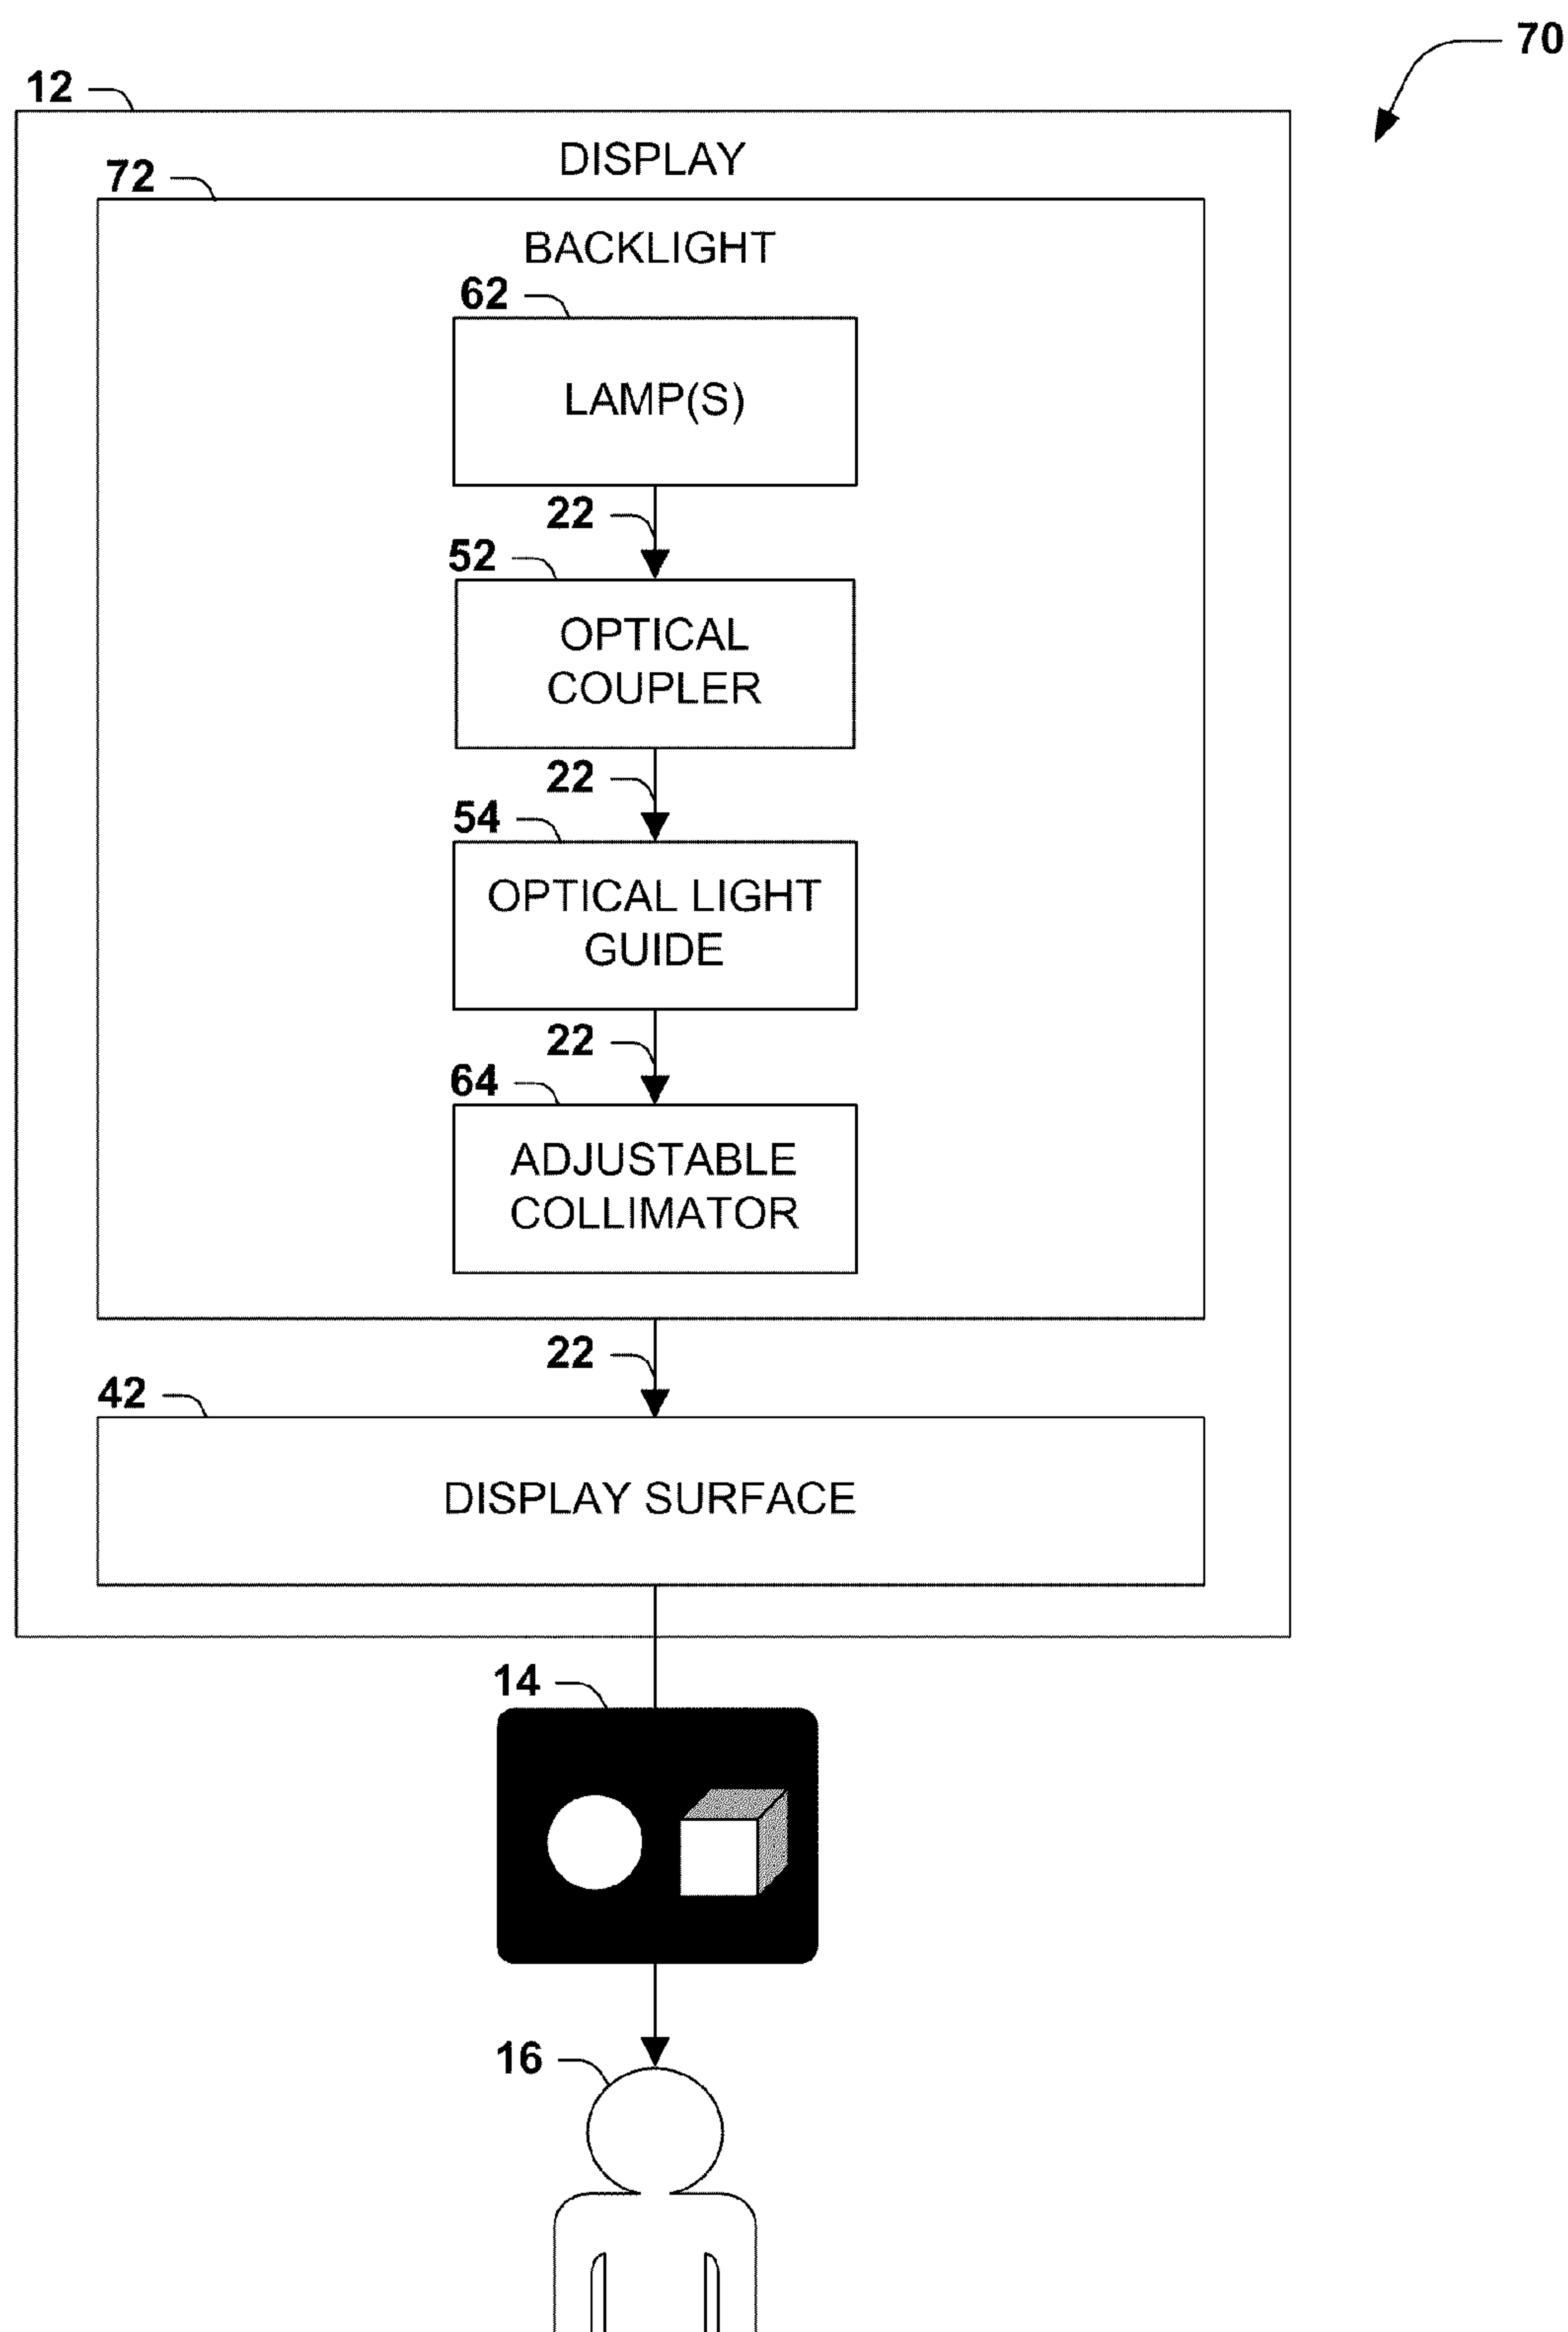 70
12
DISPLAY
72
BACKLIGHT
62
LAMP(S)
22
52
OPTICAL
COUPLER
22
54
OPTICAL LIGHT
GUIDE
22
64
ADJUSTABLE
COLLIMATOR
22
42
DISPLAY SURFACE
14
16